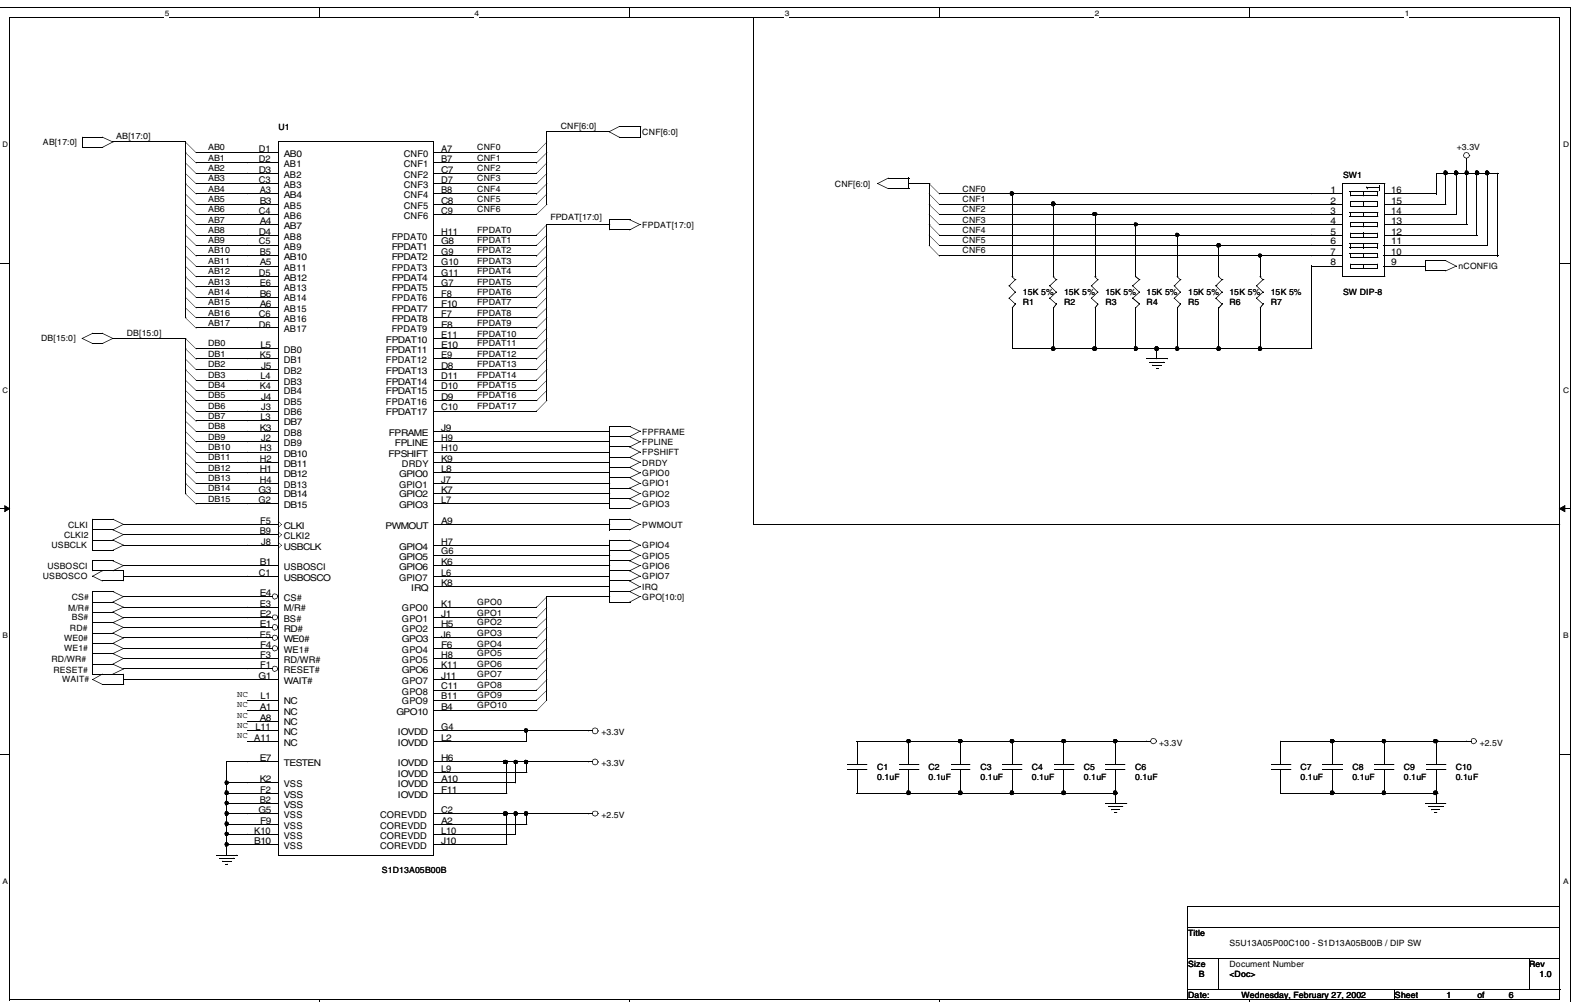 5 4 3 2 1
D D
C C
B B
A A
U1
AB[17:0] AB[17:0]
AB0 D1 AB0
AB1 D2 AB1
AB2 D3 AB2
AB3 C3 AB3
AB4 A3 AB4
AB5 B3 AB5
AB6 C4 AB6
AB7 A4 AB7
AB8 D4 AB8
AB9 C5 AB9
AB10 B5 AB10
AB11 A5 AB11
AB12 D5 AB12
AB13 E6 AB13
AB14 B6 AB14
AB15 A6 AB15
AB16 C6 AB16
AB17 D6 AB17
DB[15:0] DB[15:0]
DB0 L5 DB0
DB1 K5 DB1
DB2 J5 DB2
DB3 L4 DB3
DB4 K4 DB4
DB5 J4 DB5
DB6 J3 DB6
DB7 L3 DB7
DB8 K3 DB8
DB9 J2 DB9
DB10 H3 DB10
DB11 H2 DB11
DB12 H1 DB12
DB13 H4 DB13
DB14 G3 DB14
DB15 G2 DB15
CLKI F5 CLKI
CLKI2 B9 CLKI2
USBCLK J8 USBCLK
USBOSCI B1 USBOSCI
USBOSCO C1 USBOSCO
CS# E4 CS#
M/R# E3 M/R#
BS# E2 BS#
RD# E1 RD#
WE0# WE0#
WE1# F4 WE1#
RD/WR# F3 RD/WR#
RESET# F1 RESET#
WAIT# G1 WAIT#
NC L1 NC
NC A1 NC
NC A8 NC
NC L11 NC
NC A11 NC
E7 TESTEN
K2 VSS
F2 VSS
B2 VSS
G5 VSS
F9 VSS
K10 VSS
B10 VSS
CNF[6:0] CNF[6:0]
CNF0 A7 CNF0
CNF1 B7 CNF1
CNF2 C7 CNF2
CNF3 D7 CNF3
CNF4 B8 CNF4
CNF5 C8 CNF5
CNF6 C9 CNF6
FPDAT[17:0] FPDAT[17:0]
FPDAT0 H11 FPDAT0
FPDAT1 G8 FPDAT1
FPDAT2 G9 FPDAT2
FPDAT3 G10 FPDAT3
FPDAT4 G11 FPDAT4
FPDAT5 G7 FPDAT5
FPDAT6 F8 FPDAT6
FPDAT7 F10 FPDAT7
FPDAT8 F7 FPDAT8
FPDAT9 E8 FPDAT9
FPDAT10 E11 FPDAT10
FPDAT11 E10 FPDAT11
FPDAT12 E9 FPDAT12
FPDAT13 D8 FPDAT13
FPDAT14 D11 FPDAT14
FPDAT15 D10 FPDAT15
FPDAT16 D9 FPDAT16
FPDAT17 C10 FPDAT17
FPRAME J9 FPFRAME
FPLINE H9 FPLINE
FPSHIFT H10 FPSHIFT
DRDY K9 DRDY
GPIO0 L8 GPIO0
GPIO1 J7 GPIO1
GPIO2 K7 GPIO2
GPIO3 L7 GPIO3
PWMOUT A9 PWMOUT
GPIO4 H7 GPIO4
GPIO5 G6 GPIO5
GPIO6 K6 GPIO6
GPIO7 L6 GPIO7
IRQ K8 IRQ
GPO[10:0]
GPO0 K1 GPO0
GPO1 J1 GPO1
GPO2 H5 GPO2
GPO3 J6 GPO3
GPO4 F6 GPO4
GPO5 H8 GPO5
GPO6 K11 GPO6
GPO7 J11 GPO7
GPO8 C11 GPO8
GPO9 B11 GPO9
GPO10 B4 GPO10
IOVDD G4 +3.3V
IOVDD L2
IOVDD H6 +3.3V
IOVDD L9
IOVDD A10
IOVDD F11
COREVDD C2 +2.5V
COREVDD A2
COREVDD L10
COREVDD J10
S1D13A05B00B
+3.3V
SW1
CNF[6:0]
CNF0 1 16
CNF1 2 15
CNF2 3 14
CNF3 4 13
CNF4 5 12
CNF5 6 11
CNF6 7 10
8 9 nCONFIG
SW DIP-8
15K 5% 15K 5% 15K 5% 15K 5% 15K 5% 15K 5% 15K 5%
R1 R2 R3 R4 R5 R6 R7
+3.3V
C1 C2 C3 C4 C5 C6
0.1uF 0.1uF 0.1uF 0.1uF 0.1uF 0.1uF
+2.5V
C7 C8 C9 C10
0.1uF 0.1uF 0.1uF 0.1uF
Title
S5U13A05P00C100 - S1D13A05B00B / DIP SW
Size Document Number Rev
B <Doc> 1.0
Date: Wednesday, February 27, 2002 Sheet 1 of 6